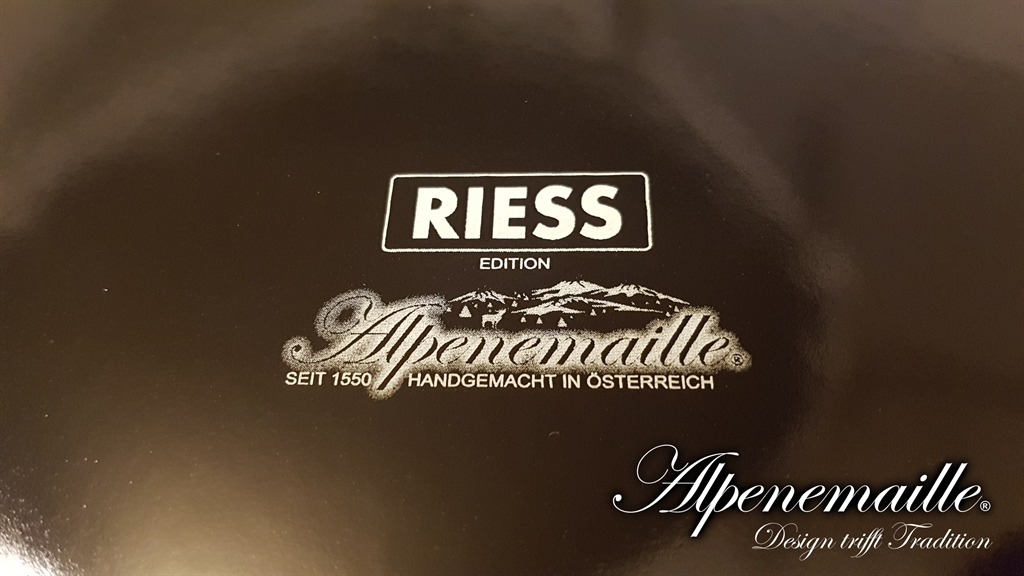 RIESS
EDITION
Alpenemaille®
SEIT 1550 HANDGEMACHT IN ÖSTERREICH
Alpenemaille®
Design trifft Tradition